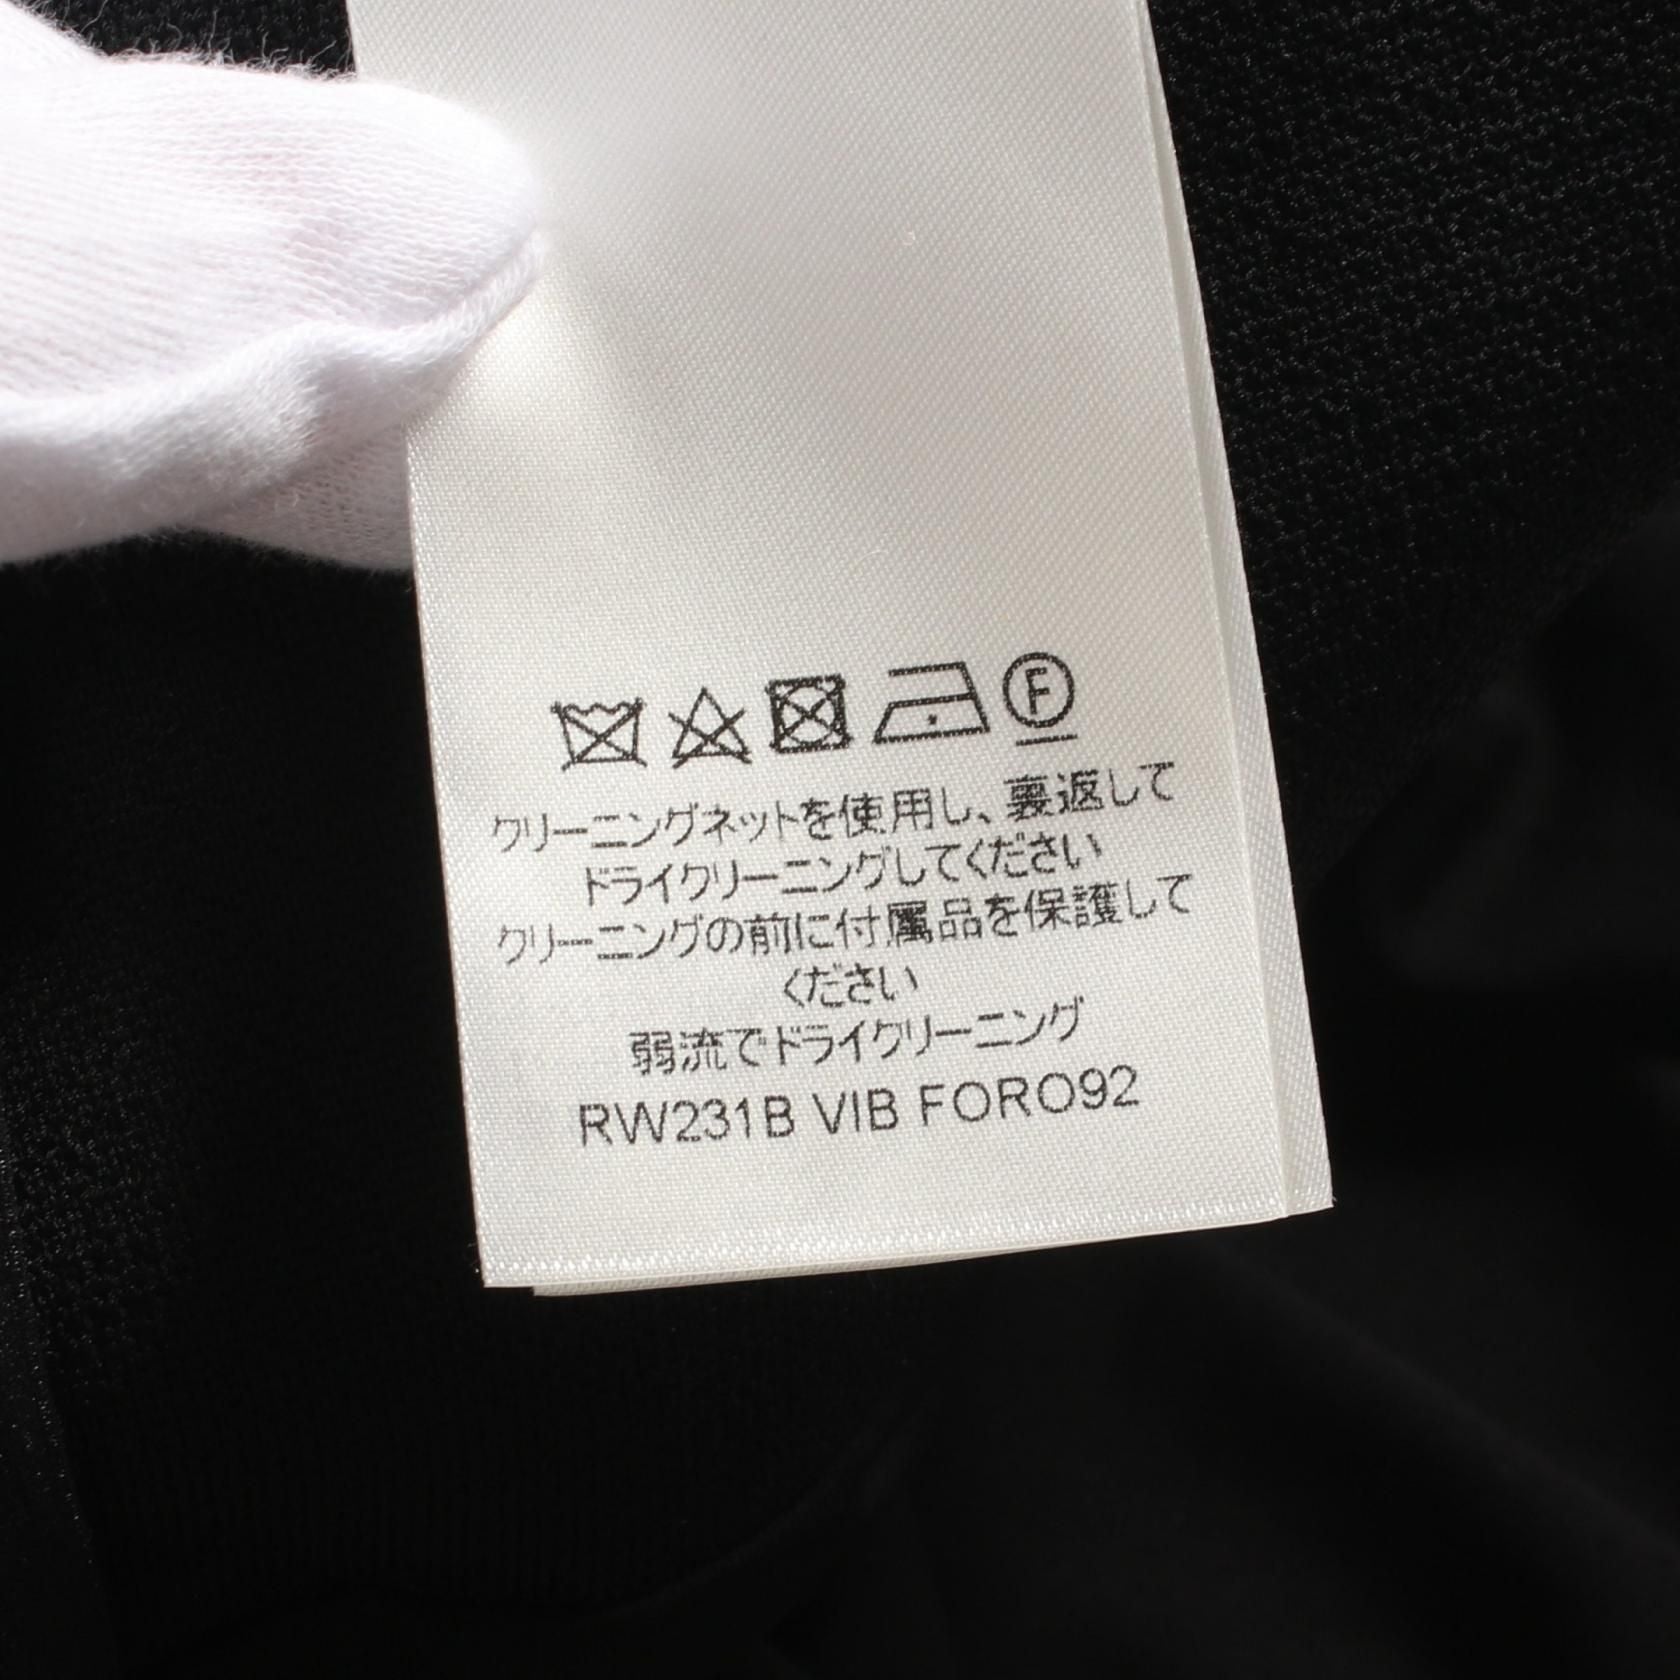 F
クリーニングネットを使用し、裏返して
ドライクリーニングしてください
クリーニングの前に付属品を保護して
ください
弱流でドライクリーニング
RW231B VIB FORO92